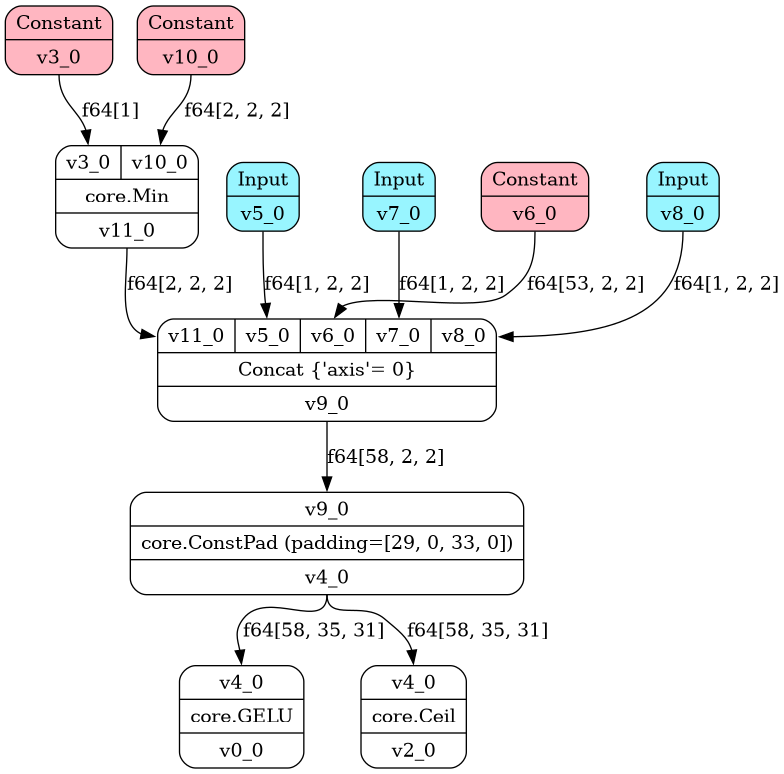 Constant
v3_0
Constant
v10_0
f64[1]
f64[2, 2, 2]
v3_0 v10_0
core.Min
v11_0
Input
v5_0
Input
v7_0
Constant
v6_0
Input
v8_0
f64[2, 2, 2]
f64[1, 2, 2]
f64[1, 2, 2]
f64[53, 2, 2]
f64[1, 2, 2]
v11_0 v5_0 v6_0 v7_0 v8_0
Concat {'axis'= 0}
v9_0
f64[58, 2, 2]
v9_0
core.ConstPad (padding=[29, 0, 33, 0])
v4_0
f64[58, 35, 31]
f64[58, 35, 31]
v4_0
core.GELU
v0_0
v4_0
core.Ceil
v2_0